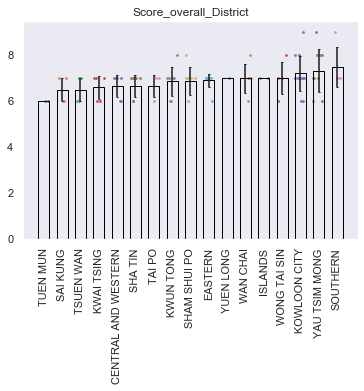 Score_overall_District
8
6
4
2
0
TUEN MUN
SAI KUNG
TSUEN WAN
KWAI TSING
CENTRAL AND WESTERN
SHA TIN
TAI PO
KWUN TONG
SHAM SHUI PO
EASTERN
YUEN LONG
WAN CHAI
ISLANDS
WONG TAI SIN
KOWLOON CITY
YAU TSIM MONG
SOUTHERN